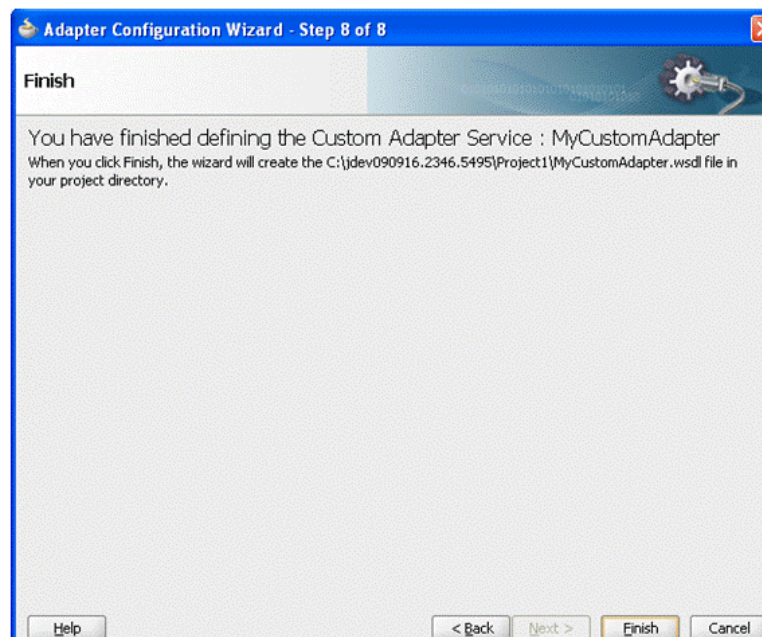 Adapter Configuration Wizard - Step 8 of 8
Finish
You have finished defining the Custom Adapter Service : MyCustomAdapter
When you click Finish, the wizard will create the C:\jdev090916.2346.5495\Project1\MyCustomAdapter.wsdl file in
your project directory.
Help
< Back
Next >
Finish
Cancel